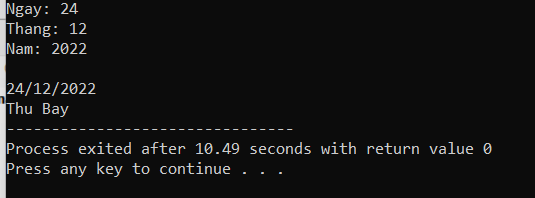 Ngay: 24
Thang: 12
Nam: 2022
24/12/2022
Thu Bay
--------------------------------
Process exited after 10.49 seconds with return value 0
Press any key to continue . . .